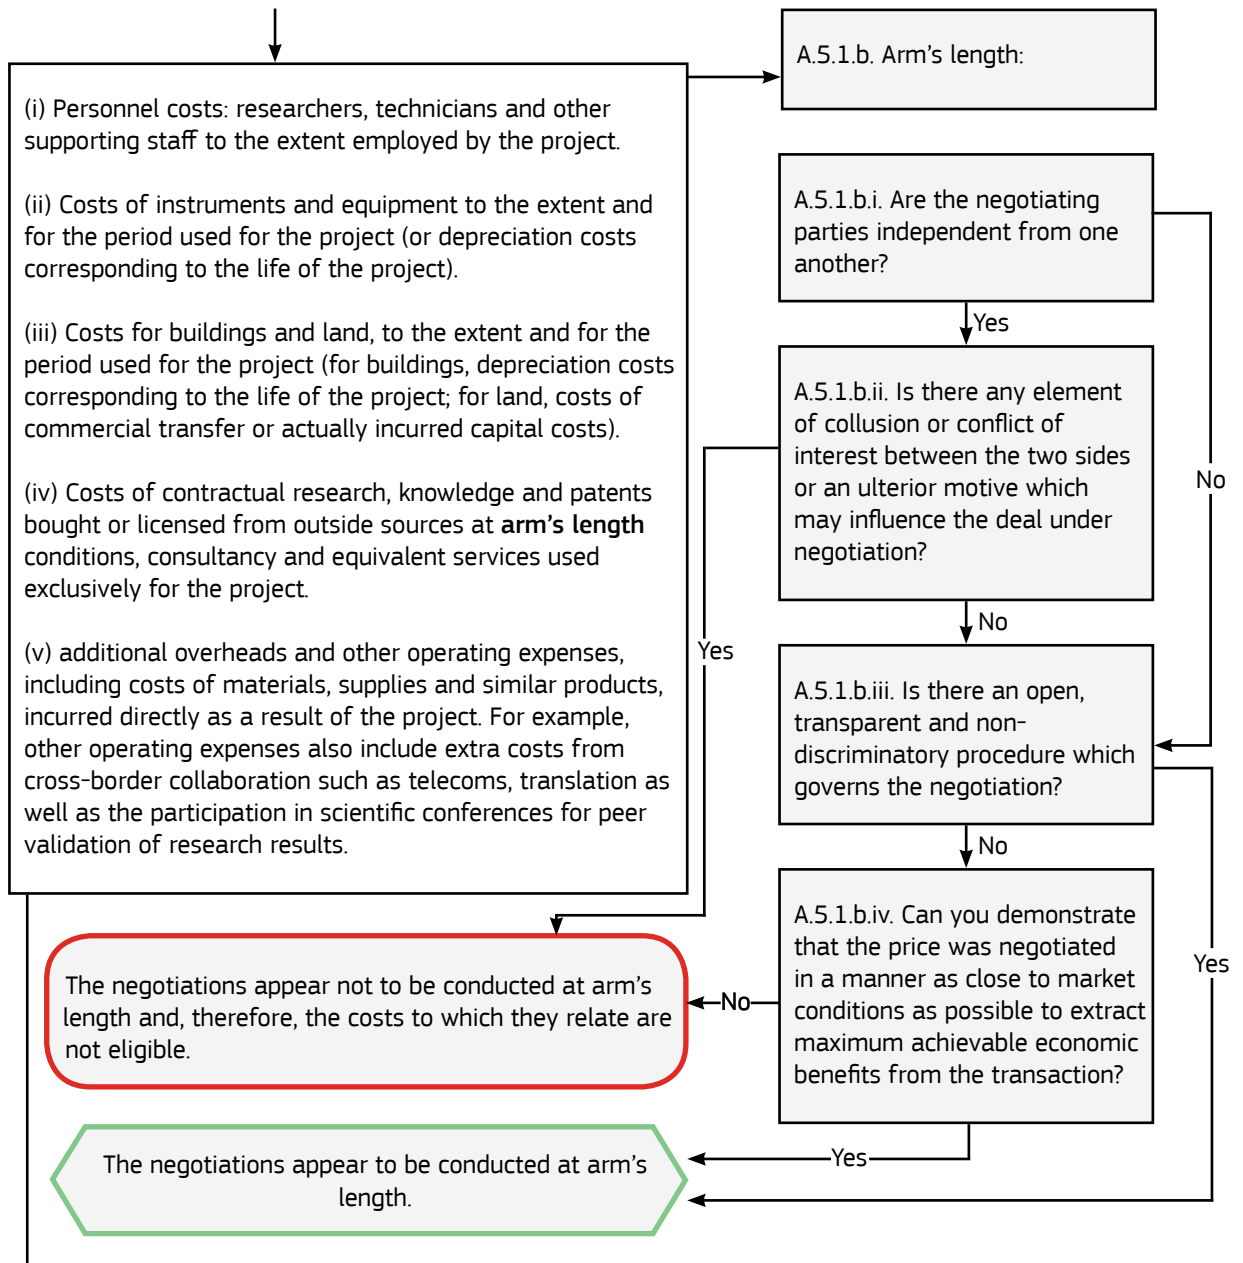 (i) Personnel costs: researchers, technicians and other
supporting staff to the extent employed by the project.
(ii) Costs of instruments and equipment to the extent and
for the period used for the project (or depreciation costs
corresponding to the life of the project).
(iii) Costs for buildings and land, to the extent and for the
period used for the project (for buildings, depreciation costs
corresponding to the life of the project; for land, costs of
commercial transfer or actually incurred capital costs).
(iv) Costs of contractual research, knowledge and patents
bought or licensed from outside sources at arm's length
conditions, consultancy and equivalent services used
exclusively for the project.
(v) additional overheads and other operating expenses,
including costs of materials, supplies and similar products,
incurred directly as a result of the project. For example,
other operating expenses also include extra costs from
cross-border collaboration such as telecoms, translation as
well as the participation in scientific conferences for peer
validation of research results.
A.5.1.b. Arm's length:
A.5.1.b.i. Are the negotiating
parties independent from one
another?
Yes
No
A.5.1.b.ii. Is there any element
of collusion or conflict of
interest between the two sides
or an ulterior motive which
may influence the deal under
negotiation?
Yes
No
A.5.1.b.iii. Is there an open,
transparent and non-
discriminatory procedure which
governs the negotiation?
No
Yes
A.5.1.b.iv. Can you demonstrate
that the price was negotiated
in a manner as close to market
conditions as possible to extract
maximum achievable economic
benefits from the transaction?
No
Yes
The negotiations appear not to be conducted at arm's
length and, therefore, the costs to which they relate are
not eligible.
The negotiations appear to be conducted at arm's
length.